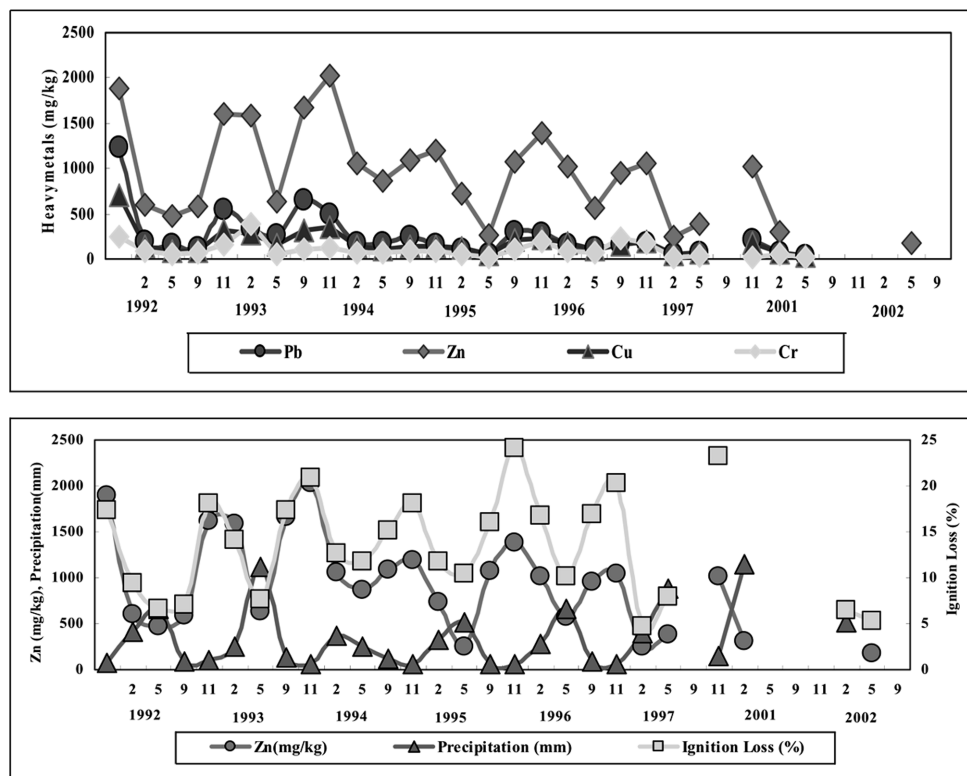 2500
2000
1500
1000
500
0
Heavymetals (mg/kg)
2 5 9 11 2 5 9 11 2 5 9 11 2 5 9 11 2 5 9 11 2 5 9 11 2 5 9 11 2 5 9
1992 1993 1994 1995 1996 1997 2001 2002
Pb Zn Cu Cr
2500 25
2000 20
1500 15
1000 10
500 5
0 0
Zn (mg/kg), Precipitation(mm)
Ignition Loss (%)
2 5 9 11 2 5 9 11 2 5 9 11 2 5 9 11 2 5 9 11 2 5 9 11 2 5 9 11 2 5 9
1992 1993 1994 1995 1996 1997 2001 2002
Zn(mg/kg) Precipitation (mm) Ignition Loss (%)